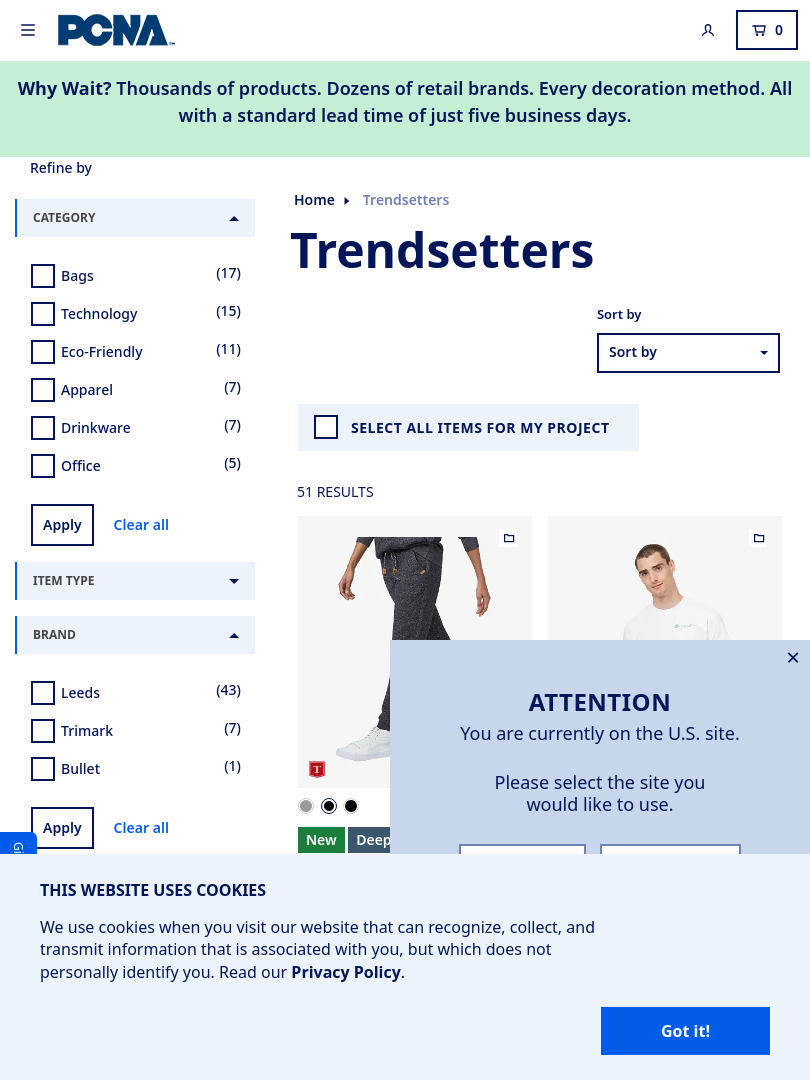 PCNA
0
Why Wait? Thousands of products. Dozens of retail brands. Every decoration method. All
with a standard lead time of just five business days.
Refine by
CATEGORY
Bags (17)
Technology (15)
Eco-Friendly (11)
Apparel (7)
Drinkware (7)
Office (5)
Apply Clear all
ITEM TYPE
BRAND
Leeds (43)
Trimark (7)
Bullet (1)
Apply Clear all
Home Trendsetters
Trendsetters
Sort by
Sort by
SELECT ALL ITEMS FOR MY PROJECT
51 RESULTS
T
New Deep
ATTENTION
You are currently on the U.S. site.
Please select the site you
would like to use.
THIS WEBSITE USES COOKIES
We use cookies when you visit our website that can recognize, collect, and
transmit information that is associated with you, but which does not
personally identify you. Read our Privacy Policy.
Got it!